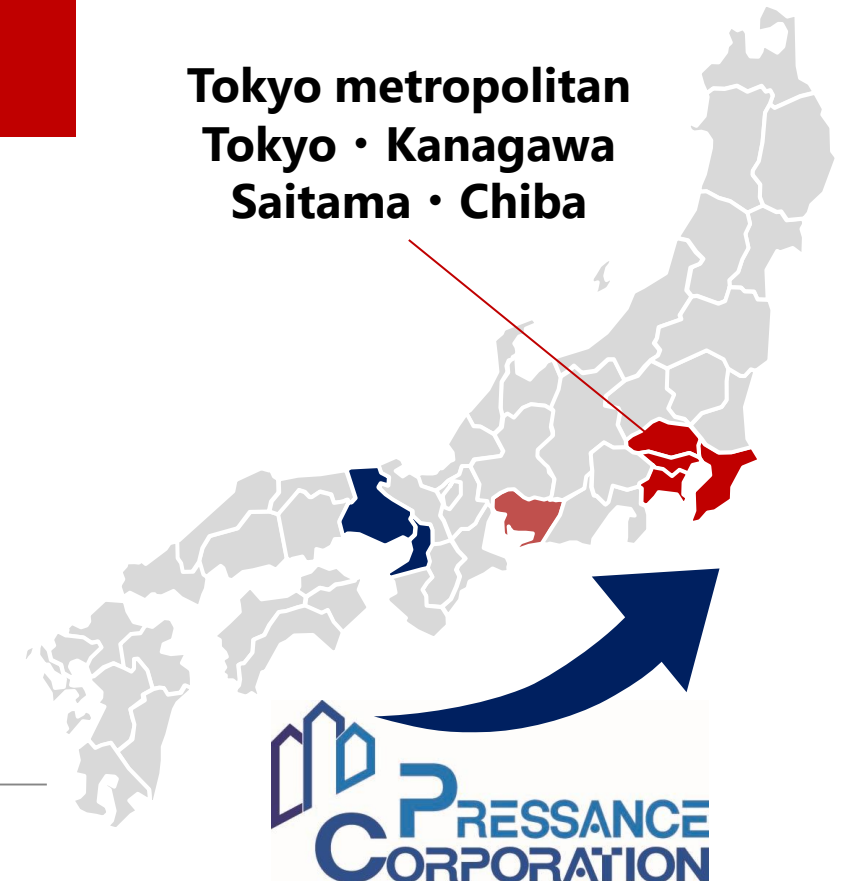 Tokyo metropolitan
Tokyo・Kanagawa
Saitama・Chiba
PRESSANCE
CORPORATION